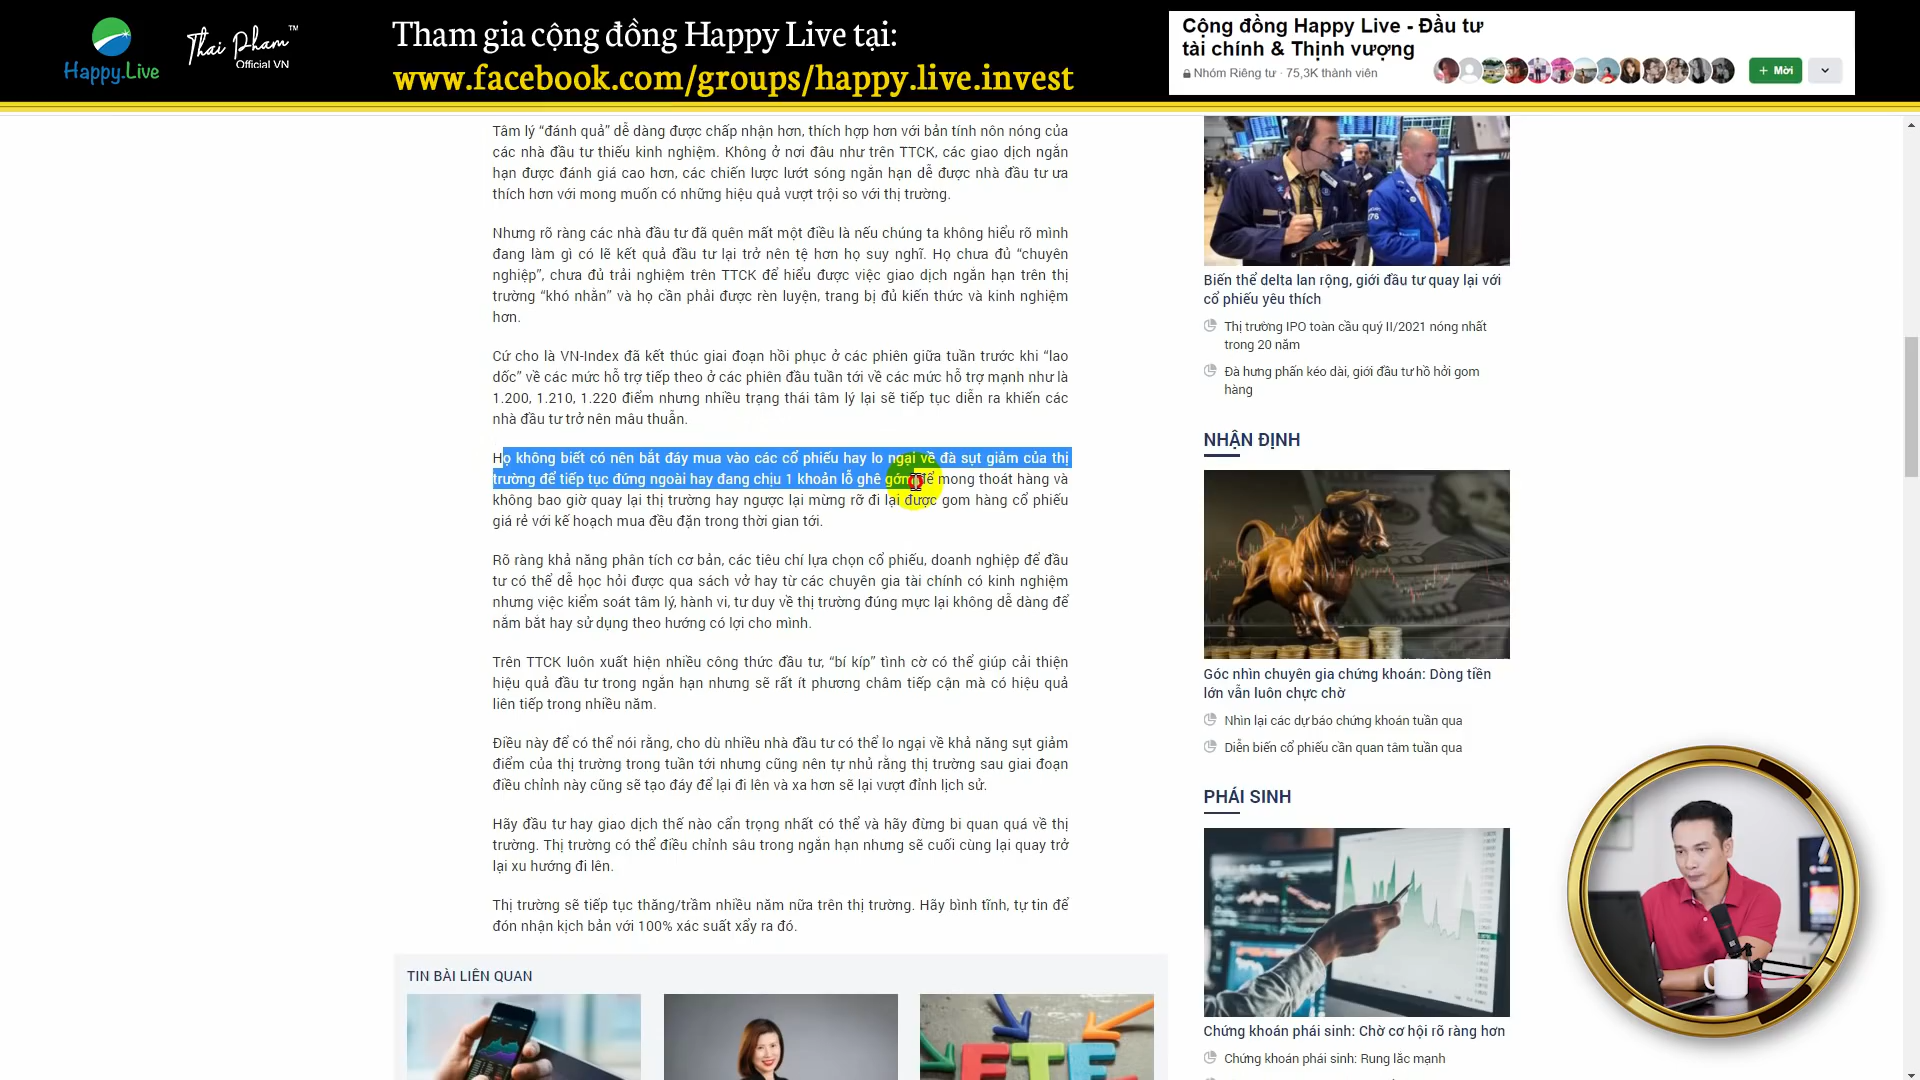 Happy.Live
Thai Pham™
Official VN
Tham gia cộng đồng Happy Live tại:
www.facebook.com/groups/happy.live.invest
Cộng đồng Happy Live - Đầu tư
tài chính & Thịnh vượng
Nhóm Riêng tư · 75,3K thành viên
+ Mời
Tâm lý “đánh quả” dễ dàng được chấp nhận hơn, thích hợp hơn với bản tính nôn nóng của
các nhà đầu tư thiếu kinh nghiệm. Không ở nơi đâu như trên TTCK, các giao dịch ngắn
hạn được đánh giá cao hơn, các chiến lược lướt sóng ngắn hạn dễ được nhà đầu tư ưa
thích hơn với mong muốn có những hiệu quả vượt trội so với thị trường.
Nhưng rõ ràng các nhà đầu tư đã quên mất một điều là nếu chúng ta không hiểu rõ mình
đang làm gì có lẽ kết quả đầu tư lại trở nên tệ hơn họ suy nghĩ. Họ chưa đủ “chuyên
nghiệp”, chưa đủ trải nghiệm trên TTCK để hiểu được việc giao dịch ngắn hạn trên thị
trường “khó nhằn” và họ cần phải được rèn luyện, trang bị đủ kiến thức và kinh nghiệm
hơn.
Cứ cho là VN-Index đã kết thúc giai đoạn hồi phục ở các phiên giữa tuần trước khi “lao
dốc” về các mức hỗ trợ tiếp theo ở các phiên đầu tuần tới về các mức hỗ trợ mạnh như là
1.200, 1.210, 1.220 điểm nhưng nhiều trạng thái tâm lý lại sẽ tiếp tục diễn ra khiến các
nhà đầu tư trở nên mâu thuẫn.
Họ không biết có nên bắt đáy mua vào các cổ phiếu hay lo ngại về đà sụt giảm của thị
trường để tiếp tục đứng ngoài hay đang chịu 1 khoản lỗ ghê gớm để mong thoát hàng và
không bao giờ quay lại thị trường hay ngược lại mừng rỡ đi lại được gom hàng cổ phiếu
giá rẻ với kế hoạch mua đều đặn trong thời gian tới.
Rõ ràng khả năng phân tích cơ bản, các tiêu chí lựa chọn cổ phiếu, doanh nghiệp để đầu
tư có thể dễ học hỏi được qua sách vở hay từ các chuyên gia tài chính có kinh nghiệm
nhưng việc kiểm soát tâm lý, hành vi, tư duy về thị trường đúng mực lại không dễ dàng để
nắm bắt hay sử dụng theo hướng có lợi cho mình.
Trên TTCK luôn xuất hiện nhiều công thức đầu tư, “bí kíp” tình cờ có thể giúp cải thiện
hiệu quả đầu tư trong ngắn hạn nhưng sẽ rất ít phương châm tiếp cận mà có hiệu quả
liên tiếp trong nhiều năm.
Điều này để có thể nói rằng, cho dù nhiều nhà đầu tư có thể lo ngại về khả năng sụt giảm
điểm của thị trường trong tuần tới nhưng cũng nên tự nhủ rằng thị trường sau giai đoạn
điều chỉnh này cũng sẽ tạo đáy để lại đi lên và xa hơn sẽ lại vượt đỉnh lịch sử.
Hãy đầu tư hay giao dịch thế nào cẩn trọng nhất có thể và hãy đừng bi quan quá về thị
trường. Thị trường có thể điều chỉnh sâu trong ngắn hạn nhưng sẽ cuối cùng lại quay trở
lại xu hướng đi lên.
Thị trường sẽ tiếp tục thăng/trầm nhiều năm nữa trên thị trường. Hãy bình tĩnh, tự tin để
đón nhận kịch bản với 100% xác suất xẩy ra đó.
TIN BÀI LIÊN QUAN
Biến thể delta lan rộng, giới đầu tư quay lại với
cổ phiếu yêu thích
Thị trường IPO toàn cầu quý II/2021 nóng nhất
trong 20 năm
Đà hưng phấn kéo dài, giới đầu tư hồ hởi gom
hàng
NHẬN ĐỊNH
Góc nhìn chuyên gia chứng khoán: Dòng tiền
lớn vẫn luôn chực chờ
Nhìn lại các dự báo chứng khoán tuần qua
Diễn biến cổ phiếu cần quan tâm tuần qua
PHÁI SINH
Chứng khoán phái sinh: Chờ cơ hội rõ ràng hơn
Chứng khoán phái sinh: Rung lắc mạnh
ETF